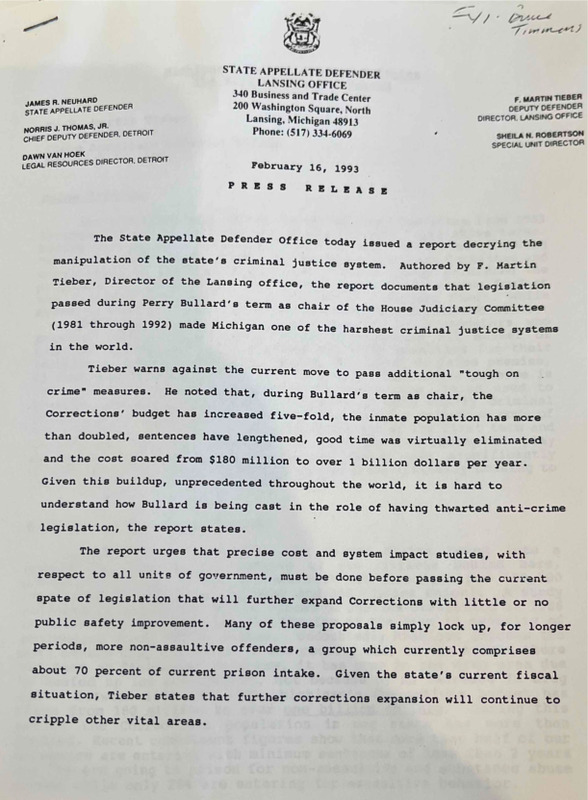 FYI. Bruce
Timmons
STATE APPELLATE DEFENDER
LANSING OFFICE
340 Business and Trade Center
200 Washington Square, North
Lansing, Michigan 48913
Phone: (517) 334-6069
JAMES R. NEUHARD
STATE APPELLATE DEFENDER
NORRIS J. THOMAS, JR.
CHIEF DEPUTY DEFENDER, DETROIT
DAWN VAN HOEK
LEGAL RESOURCES DIRECTOR, DETROIT
F. MARTIN TIEBER
DEPUTY DEFENDER
DIRECTOR, LANSING OFFICE
SHEILA N. ROBERTSON
SPECIAL UNIT DIRECTOR
February 16, 1993
PRESS RELEASE
The State Appellate Defender Office today issued a report decrying the
manipulation of the state's criminal justice system. Authored by F. Martin
Tieber, Director of the Lansing office, the report documents that legislation
passed during Perry Bullard's term as chair of the House Judiciary Committee
(1981 through 1992) made Michigan one of the harshest criminal justice systems
in the world.
Tieber warns against the current move to pass additional "tough on
crime" measures. He noted that, during Bullard's term as chair, the
Corrections' budget has increased five-fold, the inmate population has more
than doubled, sentences have lengthened, good time was virtually eliminated
and the cost soared from $180 million to over 1 billion dollars per year.
Given this buildup, unprecedented throughout the world, it is hard to
understand how Bullard is being cast in the role of having thwarted anti-crime
legislation, the report states.
The report urges that precise cost and system impact studies, with
respect to all units of government, must be done before passing the current
spate of legislation that will further expand Corrections with little or no
public safety improvement. Many of these proposals simply lock up, for longer
periods, more non-assaultive offenders, a group which currently comprises
about 70 percent of current prison intake. Given the state's current fiscal
situation, Tieber states that further corrections expansion will continue to
cripple other vital areas.